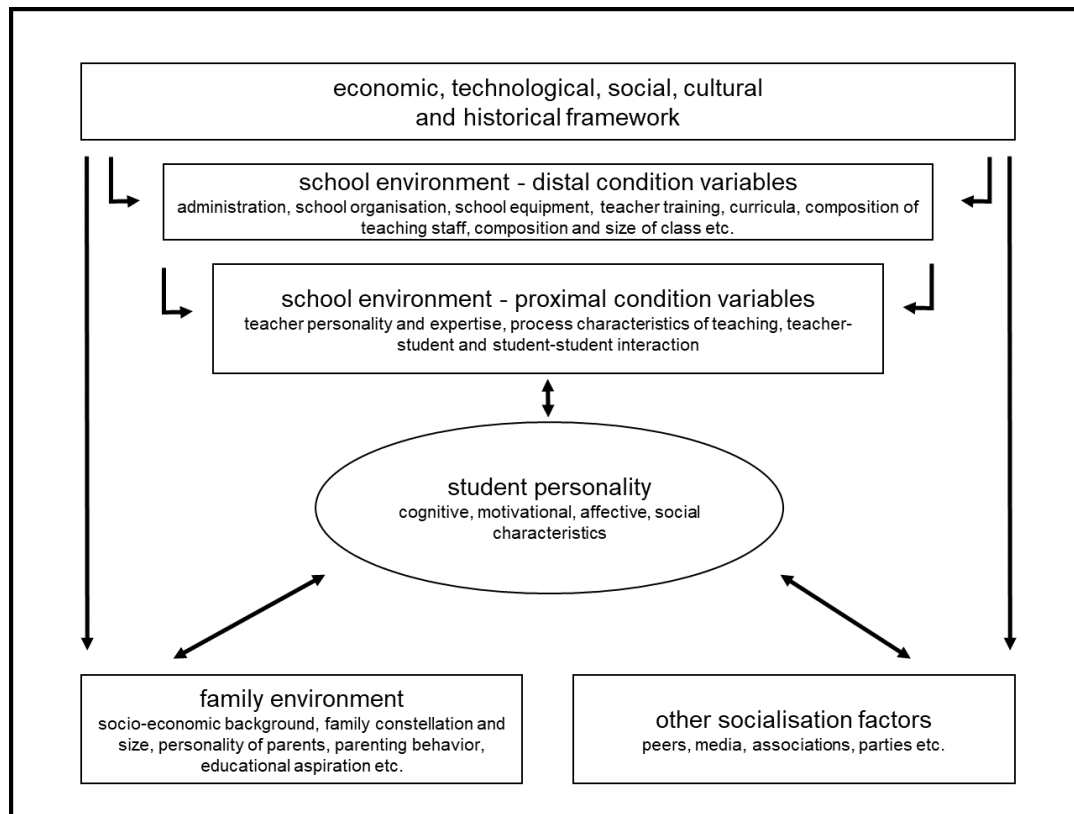 economic, technological, social, cultural
and historical framework
school environment - distal condition variables
administration, school organisation, school equipment, teacher training, curricula, composition of
teaching staff, composition and size of class etc.
school environment - proximal condition variables
teacher personality and expertise, process characteristics of teaching, teacher-
student and student-student interaction
student personality
cognitive, motivational, affective, social
characteristics
family environment
socio-economic background, family constellation and
size, personality of parents, parenting behavior,
educational aspiration etc.
other socialisation factors
peers, media, associations, parties etc.